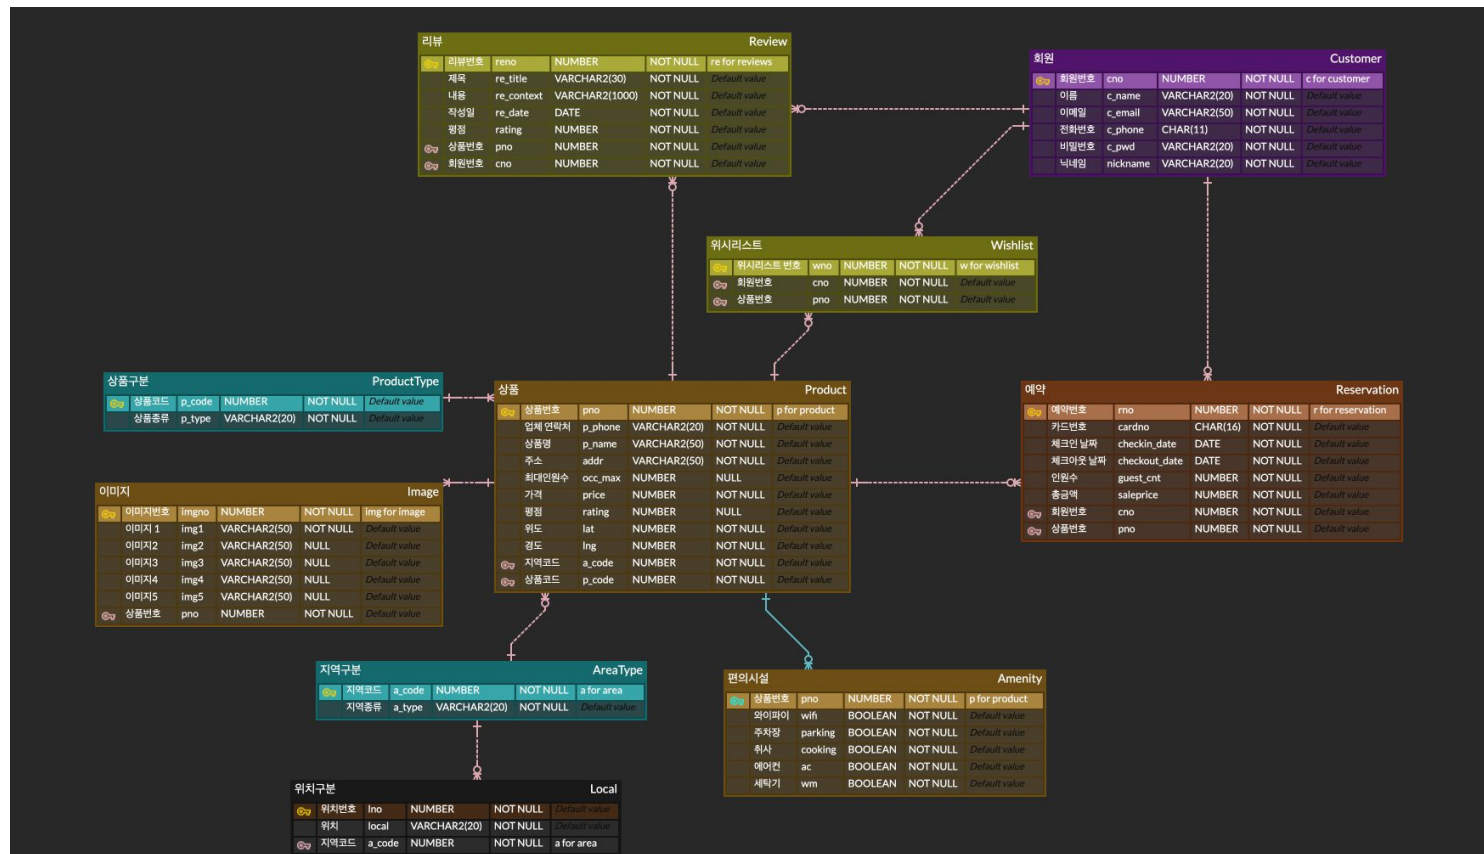 리뷰 Review
리뷰번호 reno NUMBER NOT NULL re for reviews
제목 re_title VARCHAR2(30) NOT NULL Default value
내용 re_context VARCHAR2(1000) NOT NULL Default value
작성일 re_date DATE NOT NULL Default value
평점 rating NUMBER NOT NULL Default value
상품번호 pno NUMBER NOT NULL Default value
회원번호 cno NUMBER NOT NULL Default value
회원 Customer
회원번호 cno NUMBER NOT NULL c for customer
이름 c_name VARCHAR2(20) NOT NULL Default value
이메일 c_email VARCHAR2(50) NOT NULL Default value
전화번호 c_phone CHAR(11) NOT NULL Default value
비밀번호 c_pwd VARCHAR2(20) NOT NULL Default value
닉네임 nickname VARCHAR2(20) NOT NULL Default value
위시리스트 Wishlist
위시리스트 번호 wno NUMBER NOT NULL w for wishlist
회원번호 cno NUMBER NOT NULL Default value
상품번호 pno NUMBER NOT NULL Default value
상품구분 ProductType
상품코드 p_code NUMBER NOT NULL Default value
상품종류 p_type VARCHAR2(20) NOT NULL Default value
상품 Product
상품번호 pno NUMBER NOT NULL p for product
업체 연락처 p_phone VARCHAR2(20) NOT NULL Default value
상품명 p_name VARCHAR2(50) NOT NULL Default value
주소 addr VARCHAR2(50) NOT NULL Default value
최대인원수 occ_max NUMBER NULL Default value
가격 price NUMBER NOT NULL Default value
평점 rating NUMBER NULL Default value
위도 lat NUMBER NOT NULL Default value
경도 lng NUMBER NOT NULL Default value
지역코드 a_code NUMBER NOT NULL Default value
상품코드 p_code NUMBER NOT NULL Default value
예약 Reservation
예약번호 rno NUMBER NOT NULL r for reservation
카드번호 cardno CHAR(16) NOT NULL Default value
체크인 날짜 checkin_date DATE NOT NULL Default value
체크아웃 날짜 checkout_date DATE NOT NULL Default value
인원수 guest_cnt NUMBER NOT NULL Default value
총금액 saleprice NUMBER NOT NULL Default value
회원번호 cno NUMBER NOT NULL Default value
상품번호 pno NUMBER NOT NULL Default value
이미지 Image
이미지번호 imgno NUMBER NOT NULL img for image
이미지 1 img1 VARCHAR2(50) NOT NULL Default value
이미지2 img2 VARCHAR2(50) NULL Default value
이미지3 img3 VARCHAR2(50) NULL Default value
이미지4 img4 VARCHAR2(50) NULL Default value
이미지5 img5 VARCHAR2(50) NULL Default value
상품번호 pno NUMBER NOT NULL Default value
지역구분 AreaType
지역코드 a_code NUMBER NOT NULL a for area
지역종류 a_type VARCHAR2(20) NOT NULL Default value
편의시설 Amenity
상품번호 pno NUMBER NOT NULL p for product
와이파이 wifi BOOLEAN NOT NULL Default value
주차장 parking BOOLEAN NOT NULL Default value
취사 cooking BOOLEAN NOT NULL Default value
에어컨 ac BOOLEAN NOT NULL Default value
세탁기 wm BOOLEAN NOT NULL Default value
위치구분 Local
위치번호 lno NUMBER NOT NULL Default value
위치 local VARCHAR2(20) NOT NULL Default value
지역코드 a_code NUMBER NOT NULL a for area